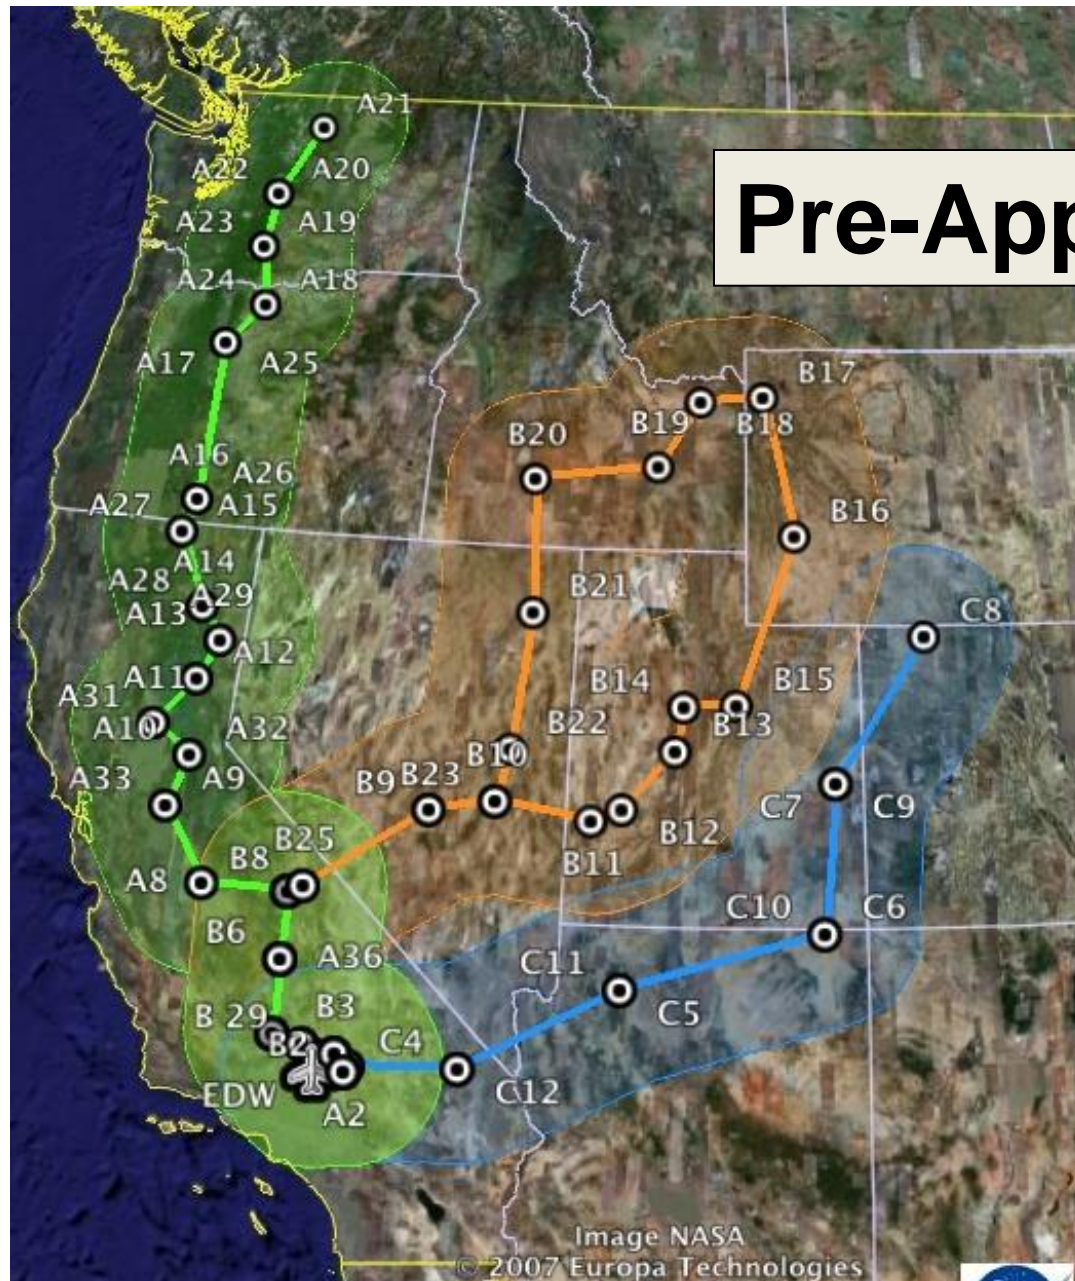 A21
A22 A20
A23 A19
A24 A18
Pre-App
A17 A25
B17
B20 B19 B18
A16 A26
A27 A15
B16
A14
A28 A29
A13
B21
C8
A12
A11
B14 B15
A31
A10 A32
B22 B13
A33 A9
B10
B9 B23
C7 C9
B12
B25
B8 B11
A8
C10 C6
B6
A36
C11
B3
B 29 C5
B2 C4
EDW C12
A2
Image NASA
© 2007 Europa Technologies